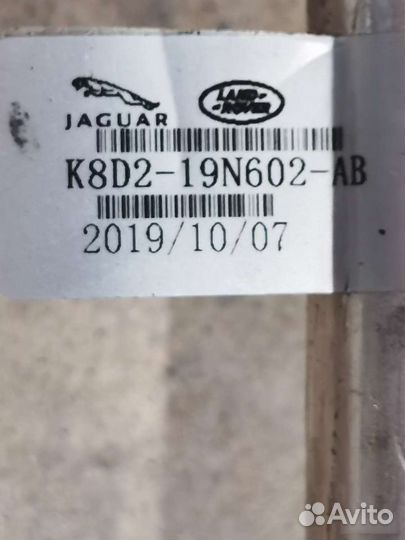 JAGUAR
LAND-
-ROVER
K8D2-19N602-AB
2019/10/07
Avito